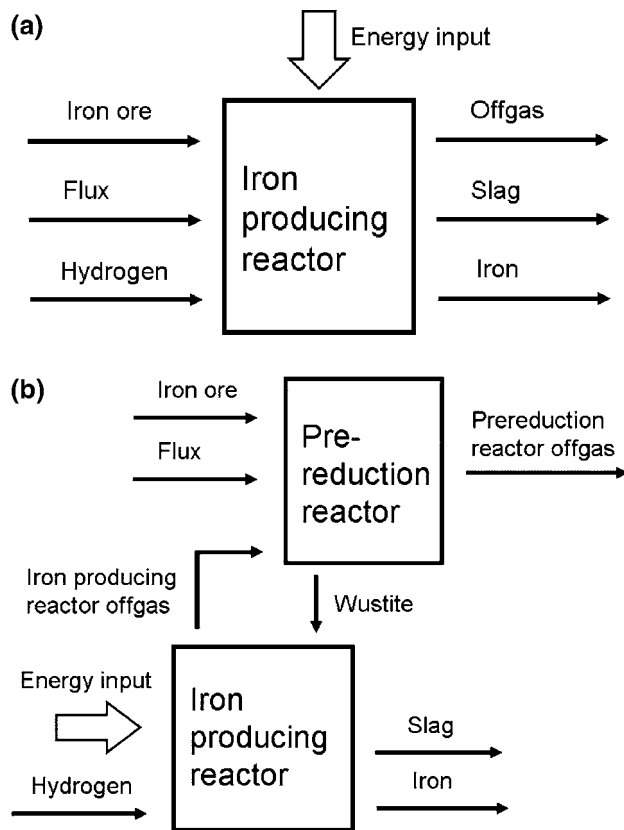 (a)
Energy input
Iron ore
Flux
Hydrogen
Iron
producing
reactor
Offgas
Slag
Iron
(b)
Iron ore
Flux
Pre-
reduction
reactor
Prereduction
reactor offgas
Iron producing
reactor offgas
Wustite
Energy input
Hydrogen
Iron
producing
reactor
Slag
Iron